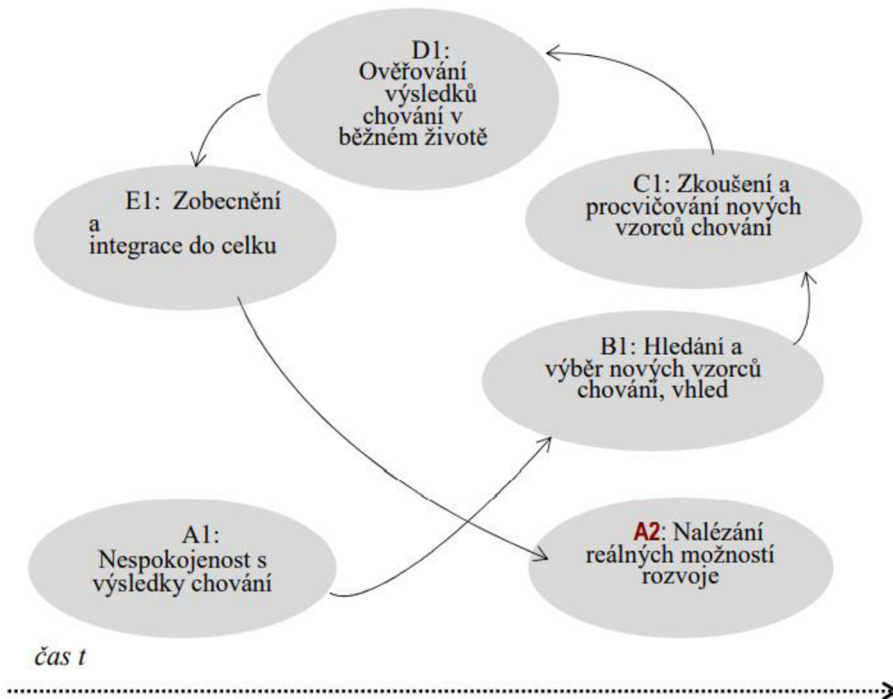 D1:
Ověřování
výsledků
chování v
běžném životě
E1: Zobecnění
a
integrace do celku
C1: Zkoušení a
procvičování nových
vzorců chování
B1: Hledání a
výběr nových vzorců
chování, vhled
A1:
Nespokojenost s
výsledky chování
A2: Nalézání
reálných možností
rozvoje
čas t